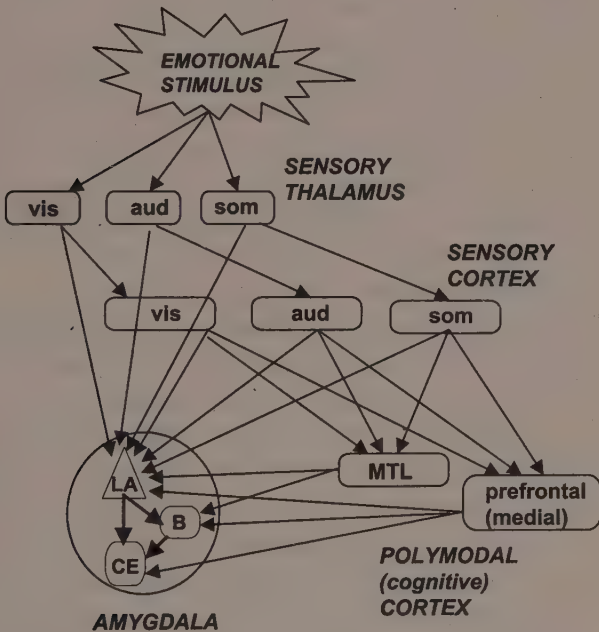 EMOTIONAL
STIMULUS
SENSORY
THALAMUS
vis
aud
som
SENSORY
CORTEX
vis
aud
som
MTL
prefrontal
(medial)
LA
B
CE
POLYMODAL
(cognitive)
CORTEX
AMYGDALA